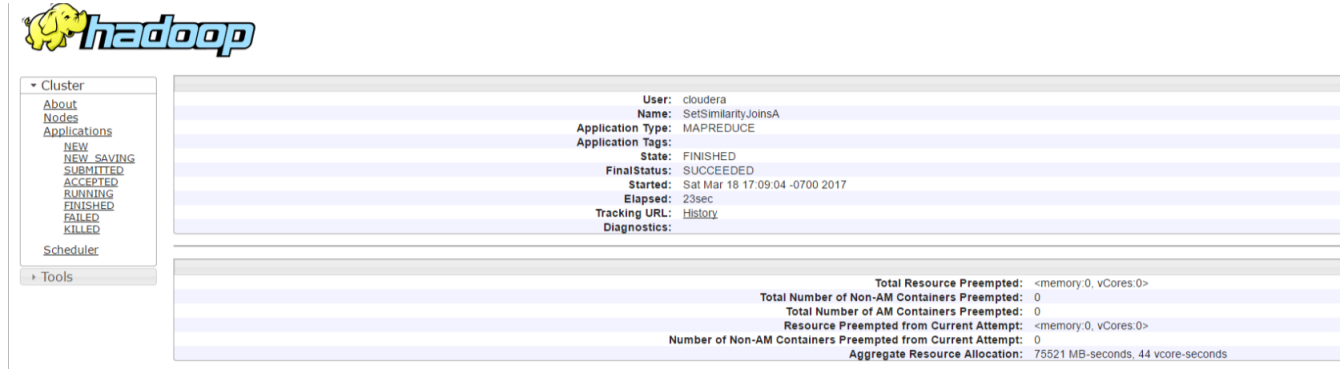 hadoop
Cluster
About
Nodes
Applications
NEW
NEW_SAVING
SUBMITTED
ACCEPTED
RUNNING
FINISHED
FAILED
KILLED
Scheduler
Tools
User: cloudera
Name: SetSimilarityJoinsA
Application Type: MAPREDUCE
Application Tags:
State: FINISHED
FinalStatus: SUCCEEDED
Started: Sat Mar 18 17:09:04 -0700 2017
Elapsed: 23sec
Tracking URL: History
Diagnostics:
Total Resource Preempted: <memory:0, vCores:0>
Total Number of Non-AM Containers Preempted: 0
Total Number of AM Containers Preempted: 0
Resource Preempted from Current Attempt: <memory:0, vCores:0>
Number of Non-AM Containers Preempted from Current Attempt: 0
Aggregate Resource Allocation: 75521 MB-seconds, 44 vcore-seconds